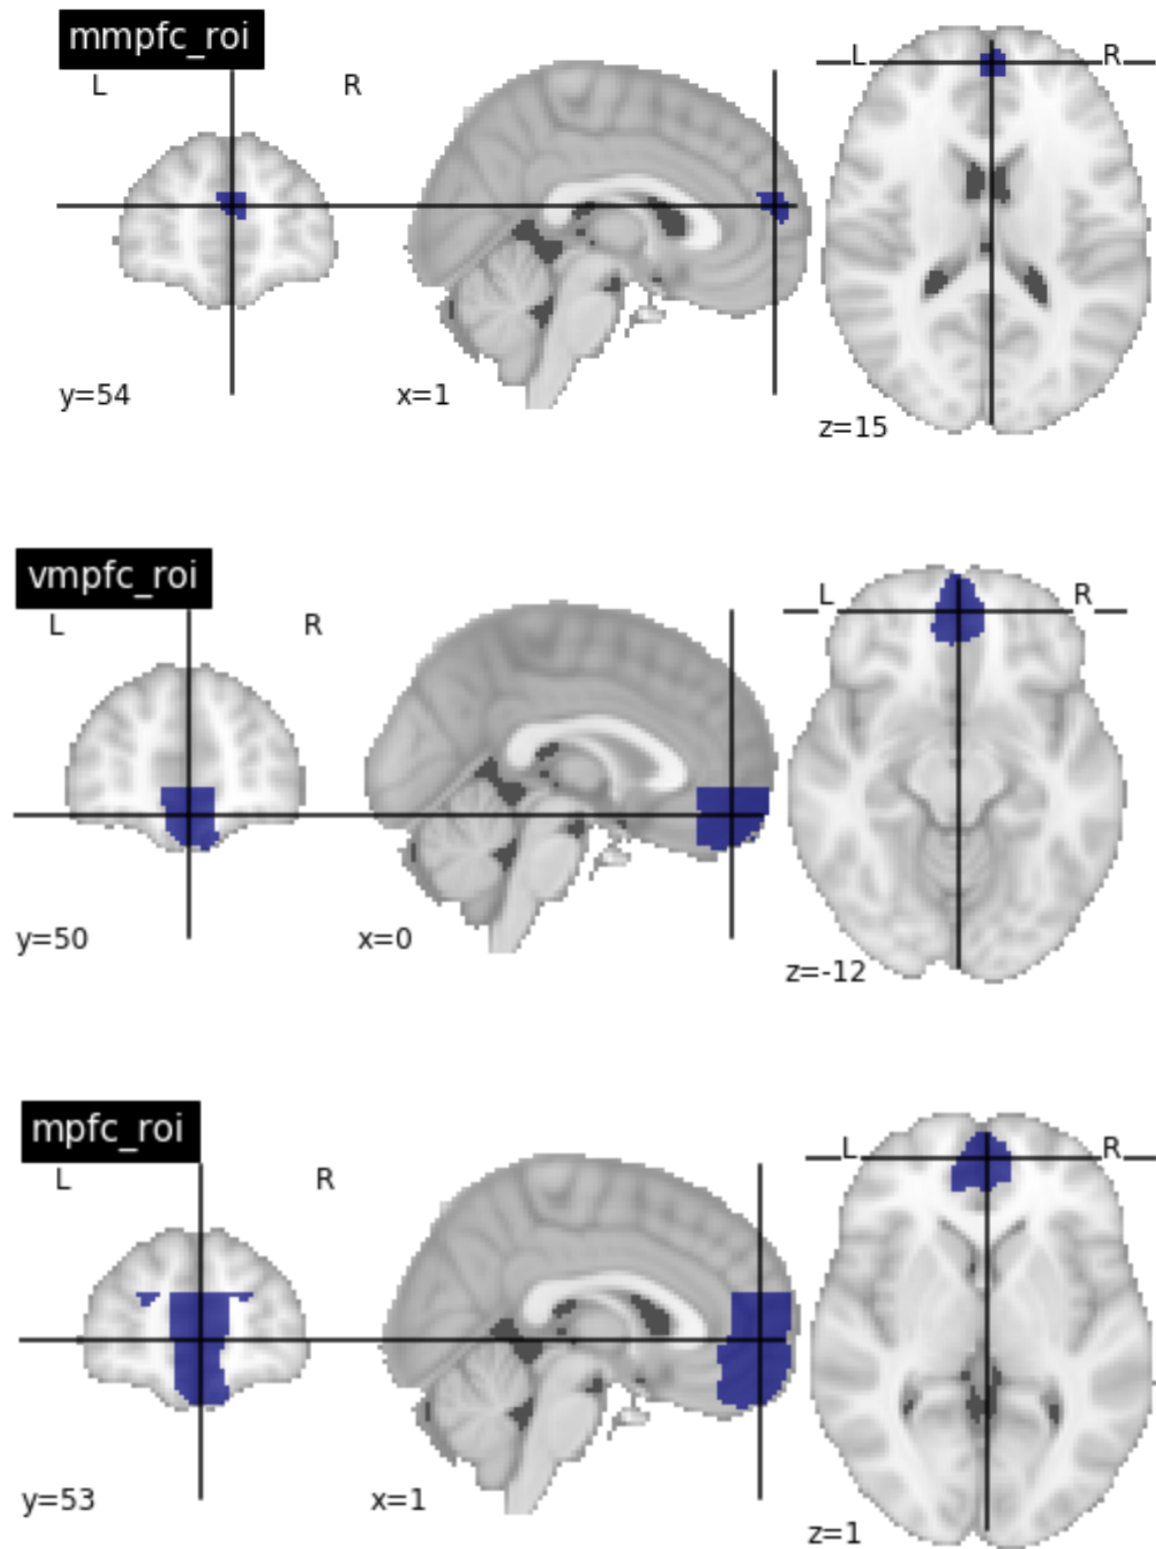 mmpfc_roi
L R L R
y=54 x=1 z=15
vmpfc_roi
L R L R
y=50 x=0 z=-12
mpfc_roi
L R L R
y=53 x=1 z=1